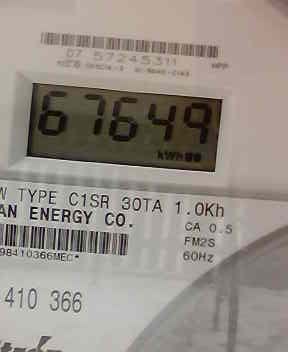 07 57245311
67649
kWh
W TYPE C1SR 30TA 1.0Kh
AN ENERGY CO.
CA 0.5
FM2S
60Hz
98410366MEC*
410 366